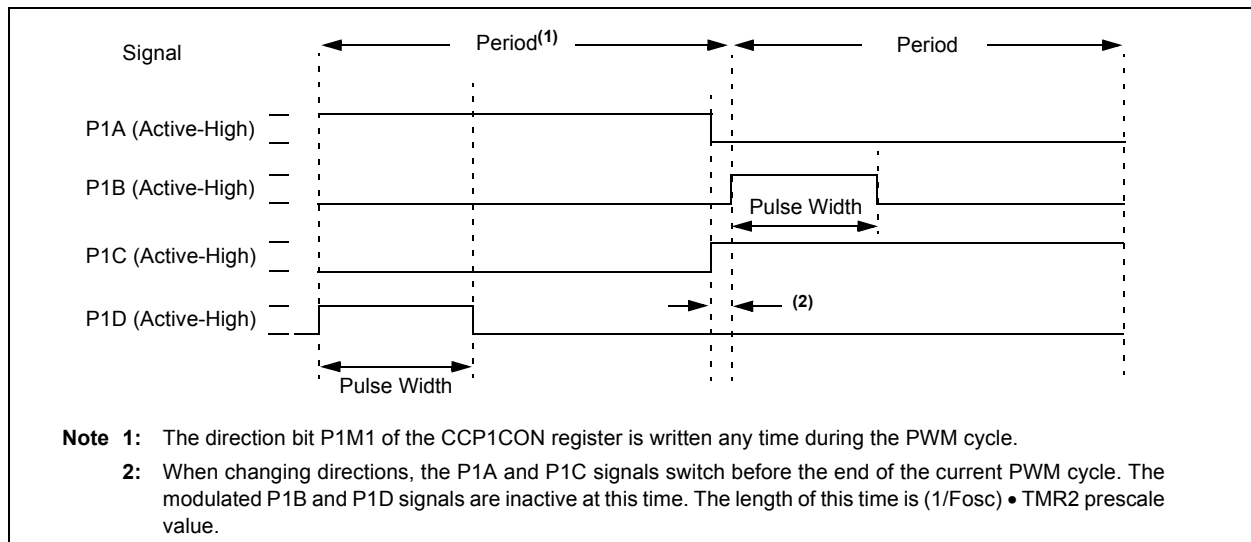 Signal
Period(1)
Period
P1A (Active-High)
P1B (Active-High)
Pulse Width
P1C (Active-High)
(2)
P1D (Active-High)
Pulse Width
Note 1: The direction bit P1M1 of the CCP1CON register is written any time during the PWM cycle.
2: When changing directions, the P1A and P1C signals switch before the end of the current PWM cycle. The
modulated P1B and P1D signals are inactive at this time. The length of this time is (1/Fosc) • TMR2 prescale
value.